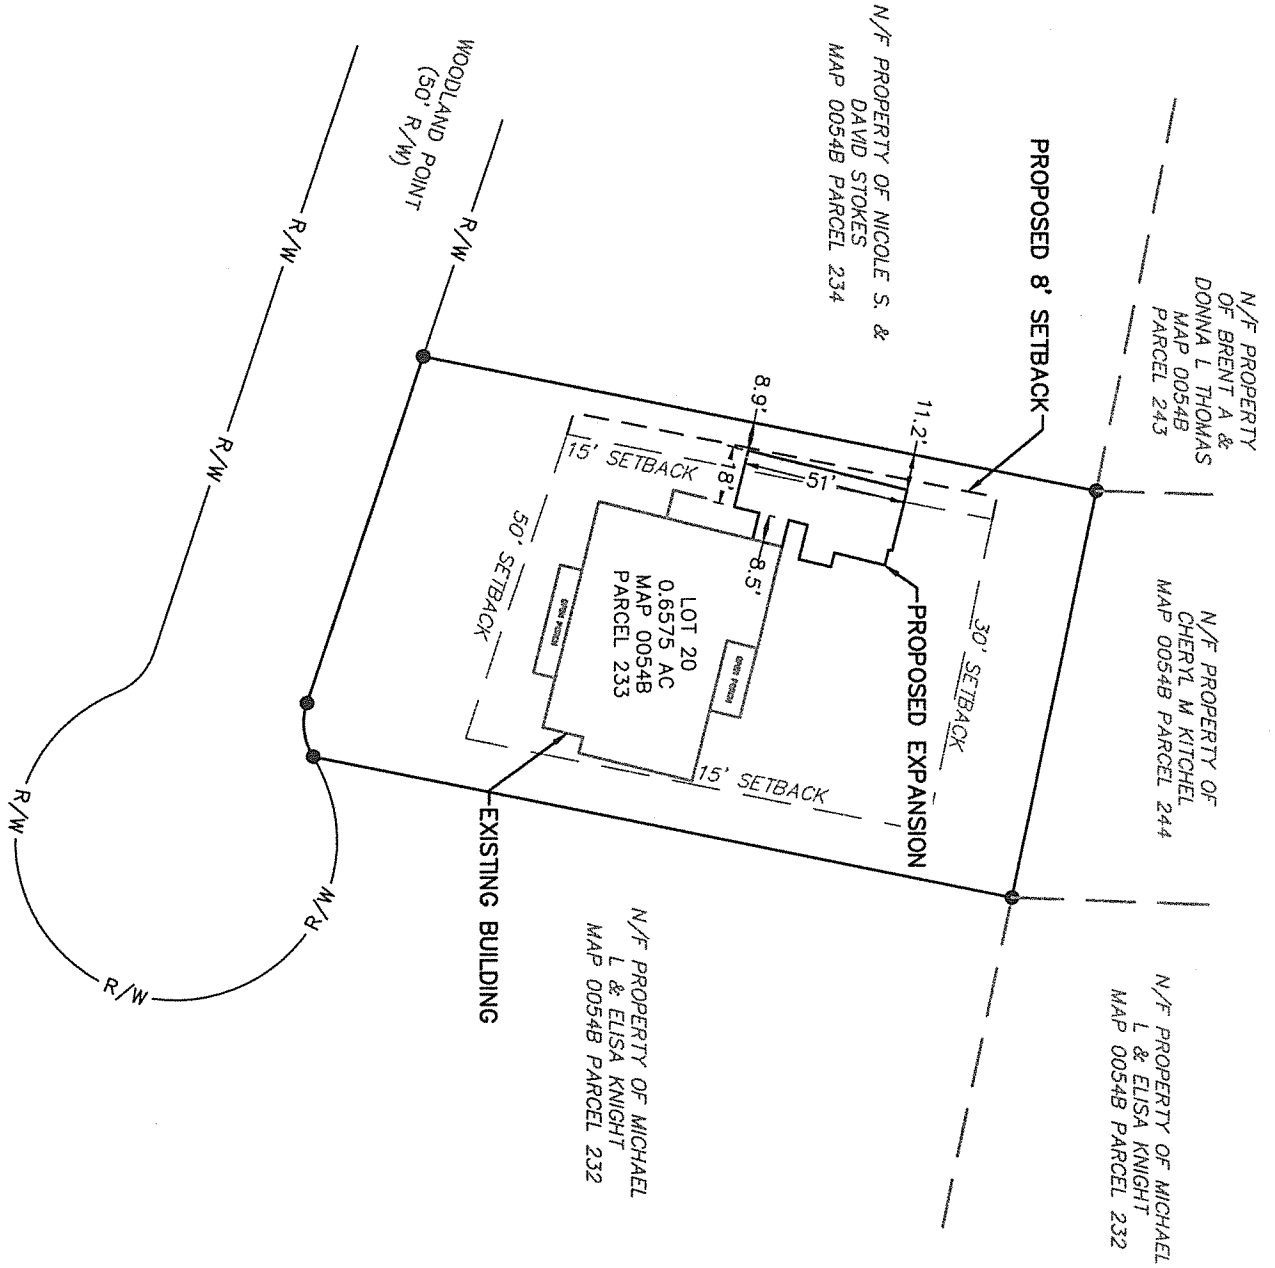 N/F PROPERTY
OF BRENT A &
DONNA L THOMAS
MAP 0054B
PARCEL 243
N/F PROPERTY OF
CHERYL M KITCHEL
MAP 0054B PARCEL 244
N/F PROPERTY OF MICHAEL
L & ELISA KNIGHT
MAP 0054B PARCEL 232
PROPOSED 8' SETBACK
N/F PROPERTY OF NICOLE S. &
DAVID STOKES
MAP 0054B PARCEL 234
11.2'
8.9'
51'
18'
8.5'
30' SETBACK
PROPOSED EXPANSION
15' SETBACK
15' SETBACK
50' SETBACK
OPEN PORCH
LOT 20
0.6575 AC
MAP 0054B
PARCEL 233
OPEN PORCH
EXISTING BUILDING
N/F PROPERTY OF MICHAEL
L & ELISA KNIGHT
MAP 0054B PARCEL 232
WOODLAND POINT
(50' R/W)
R/W
R/W
R/W
R/W
R/W
R/W